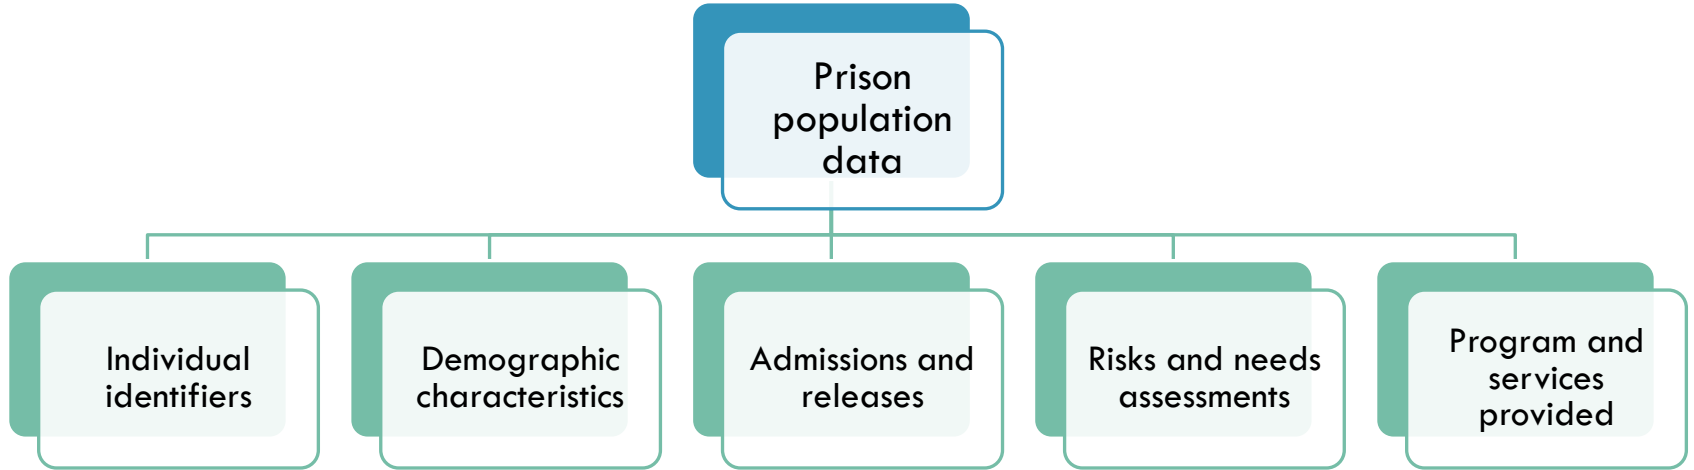 Prison
population
data
Individual
identifiers
Demographic
characteristics
Admissions and
releases
Risks and needs
assessments
Program and
services
provided